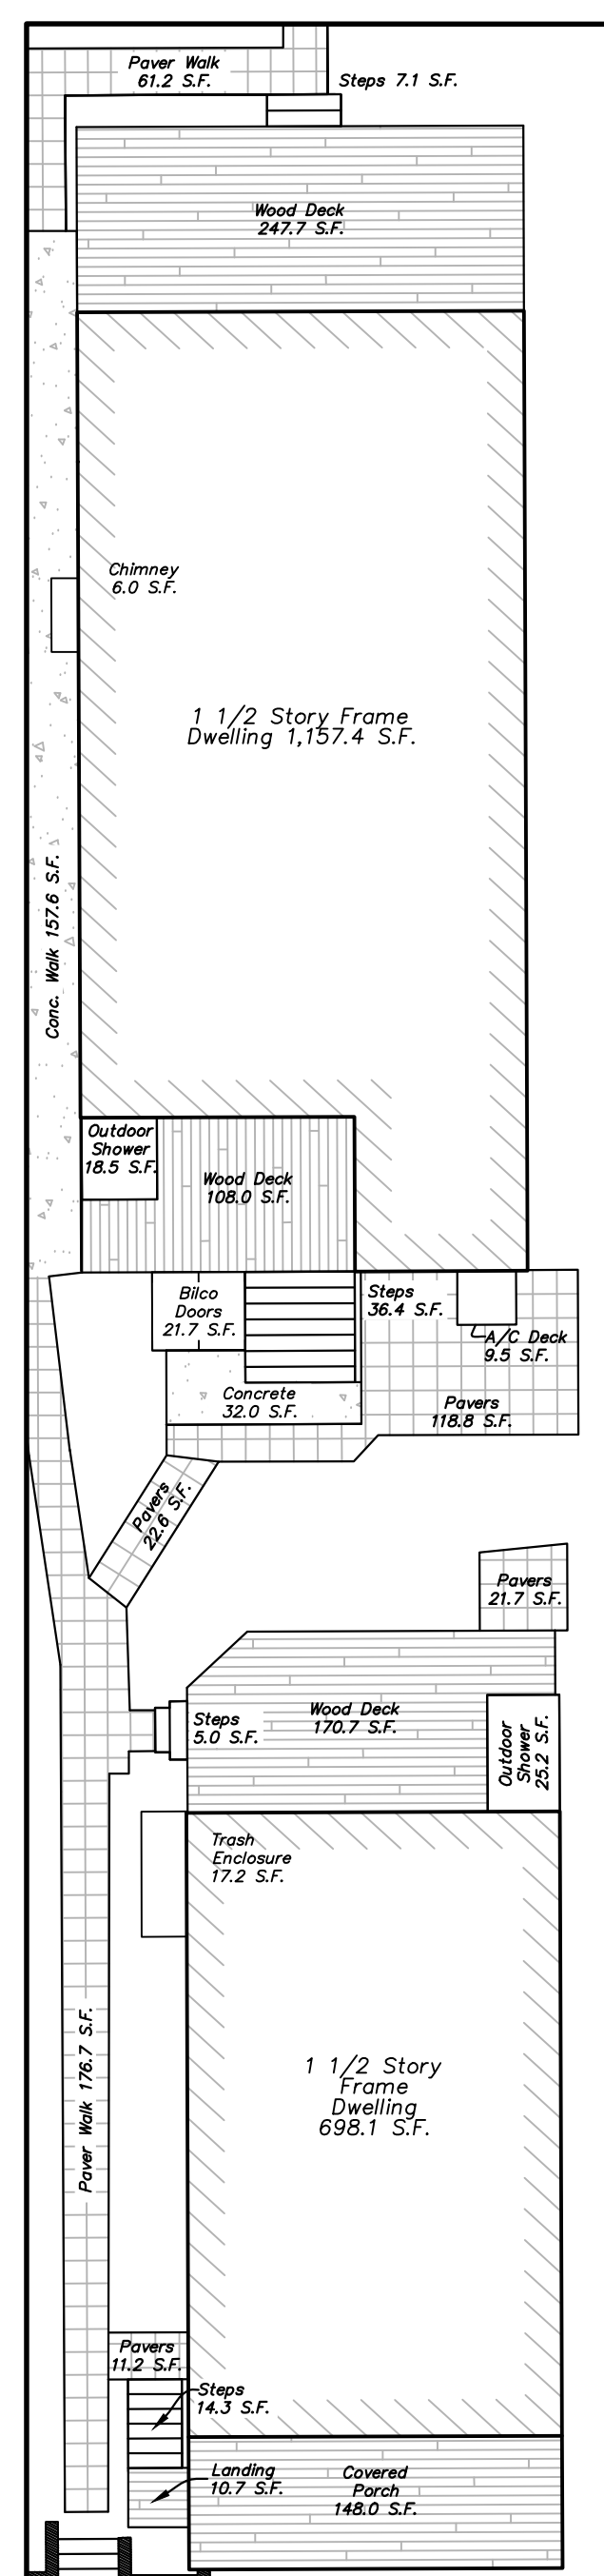 Paver Walk
61.2 S.F.
Steps 7.1 S.F.
Wood Deck
247.7 S.F.
Chimney
6.0 S.F.
1 1/2 Story Frame
Dwelling 1,157.4 S.F.
Conc. Walk 157.6 S.F.
Outdoor
Shower
18.5 S.F.
Wood Deck
108.0 S.F.
Bilco
Doors
21.7 S.F.
Steps
36.4 S.F.
A/C Deck
9.5 S.F.
Concrete
32.0 S.F.
Pavers
118.8 S.F.
Pavers
22.6 S.F.
Pavers
21.7 S.F.
Steps
5.0 S.F.
Wood Deck
170.7 S.F.
Outdoor
Shower
25.2 S.F.
Trash
Enclosure
17.2 S.F.
1 1/2 Story
Frame
Dwelling
698.1 S.F.
Paver Walk 176.7 S.F.
Pavers
11.2 S.F.
Steps
14.3 S.F.
Landing
10.7 S.F.
Covered
Porch
148.0 S.F.